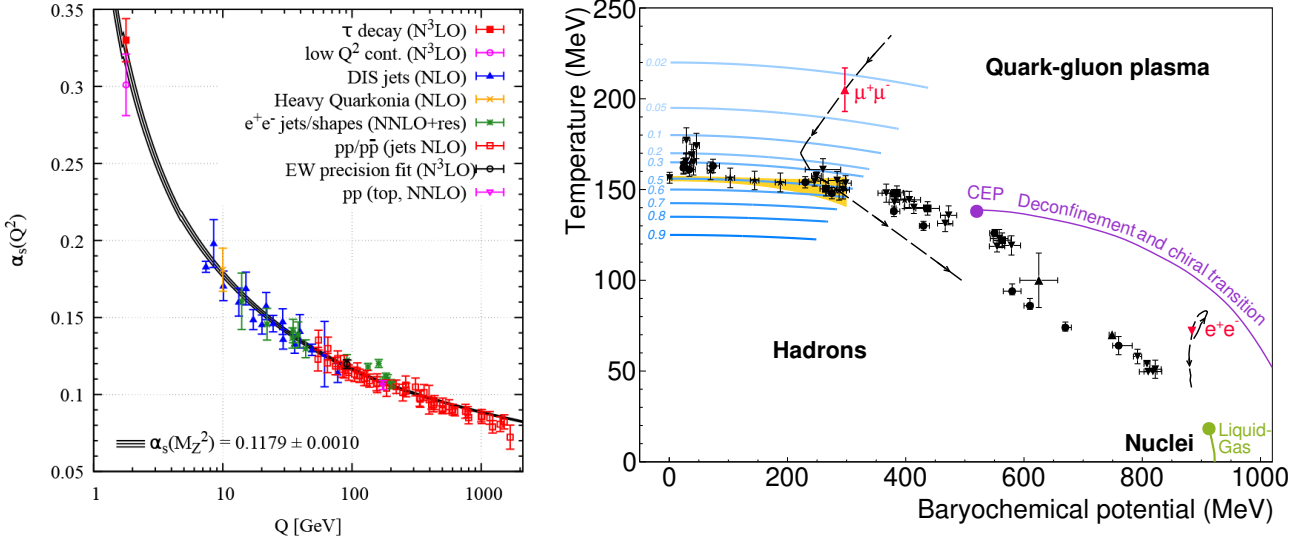 0.35
0.3
0.25
0.2
0.15
0.1
0.05
α_s(Q²)
τ decay (N³LO)
low Q² cont. (N³LO)
DIS jets (NLO)
Heavy Quarkonia (NLO)
e⁺e⁻ jets/shapes (NNLO+res)
pp/pp̄ (jets NLO)
EW precision fit (N³LO)
pp (top, NNLO)
α_s(M_Z²) = 0.1179 ± 0.0010
1 10 100 1000
Q [GeV]
Temperature (MeV)
250
200
150
100
50
0
0.02
0.05
0.1
0.2
0.3
0.5
0.6
0.7
0.8
0.9
Quark-gluon plasma
μ⁺μ⁻
CEP Deconfinement and chiral transition
e⁺e⁻
Hadrons
Nuclei
Liquid-
Gas
0 200 400 600 800 1000
Baryochemical potential (MeV)